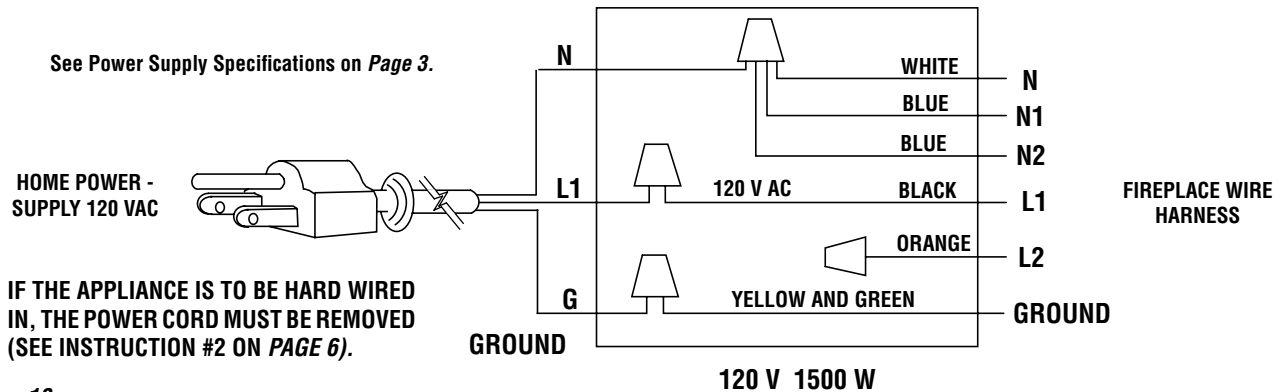 See Power Supply Specifications on Page 3.
N
WHITE
N
BLUE
N1
BLUE
N2
HOME POWER -
SUPPLY 120 VAC
L1
120 V AC
BLACK
L1
FIREPLACE WIRE
HARNESS
ORANGE
L2
IF THE APPLIANCE IS TO BE HARD WIRED
IN, THE POWER CORD MUST BE REMOVED
(SEE INSTRUCTION #2 ON PAGE 6).
G
GROUND
YELLOW AND GREEN
GROUND
120 V 1500 W